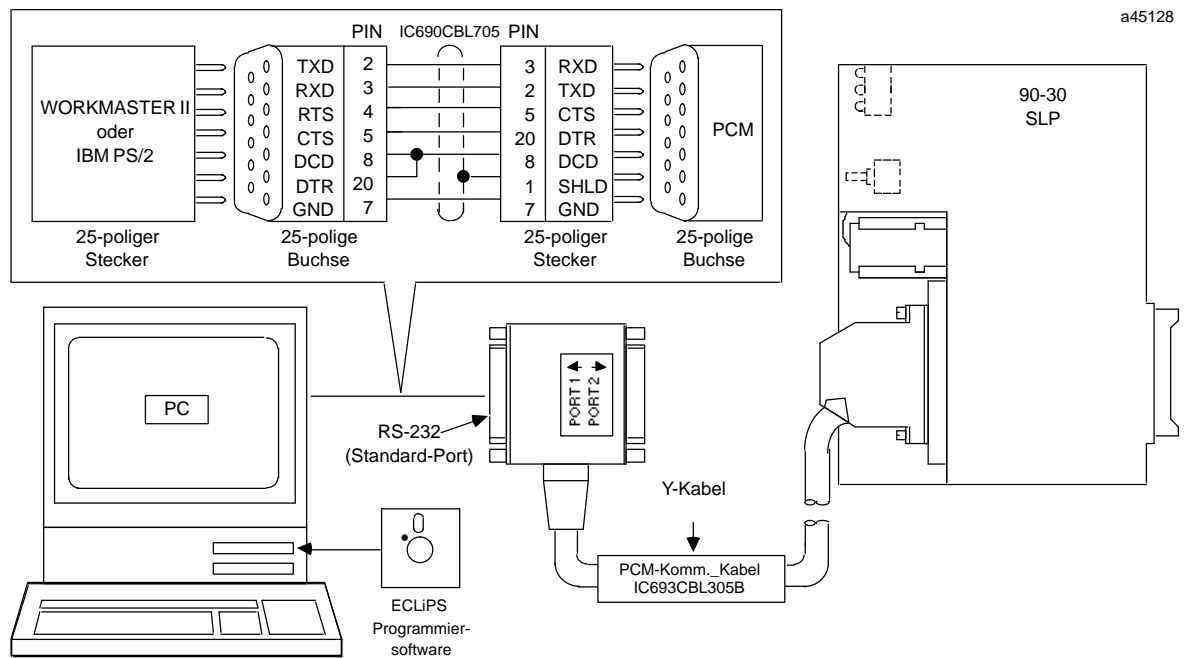 a45128
PIN IC690CBL705 PIN
WORKMASTER II
oder
IBM PS/2
TXD 2 3 RXD
RXD 3 2 TXD
RTS 4 5 CTS
CTS 5 20 DTR
DCD 8 8 DCD
DTR 20 1 SHLD
GND 7 7 GND
PCM
25-poliger
Stecker
25-polige
Buchse
25-poliger
Stecker
25-polige
Buchse
90-30
SLP
PC
PORT 1
PORT 2
RS-232
(Standard-Port)
Y-Kabel
PCM-Komm._Kabel
IC693CBL305B
ECLiPS
Programmier-
software